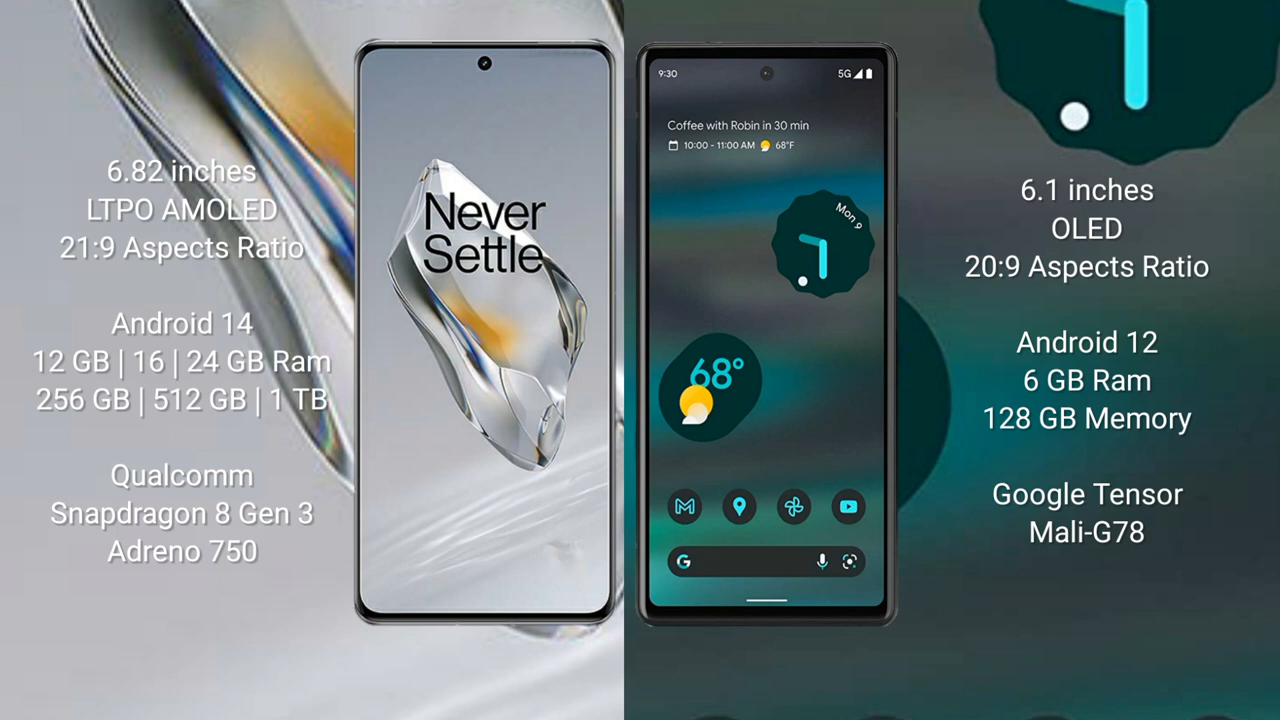 6.82 inches
LTPO AMOLED
21:9 Aspects Ratio
Android 14
12 GB | 16 | 24 GB Ram
256 GB | 512 GB | 1 TB
Qualcomm
Snapdragon 8 Gen 3
Adreno 750
Never
Settle
9:30
5G
Coffee with Robin in 30 min
10:00 - 11:00 AM 68°F
Mon 9
68°
G
6.1 inches
OLED
20:9 Aspects Ratio
Android 12
6 GB Ram
128 GB Memory
Google Tensor
Mali-G78